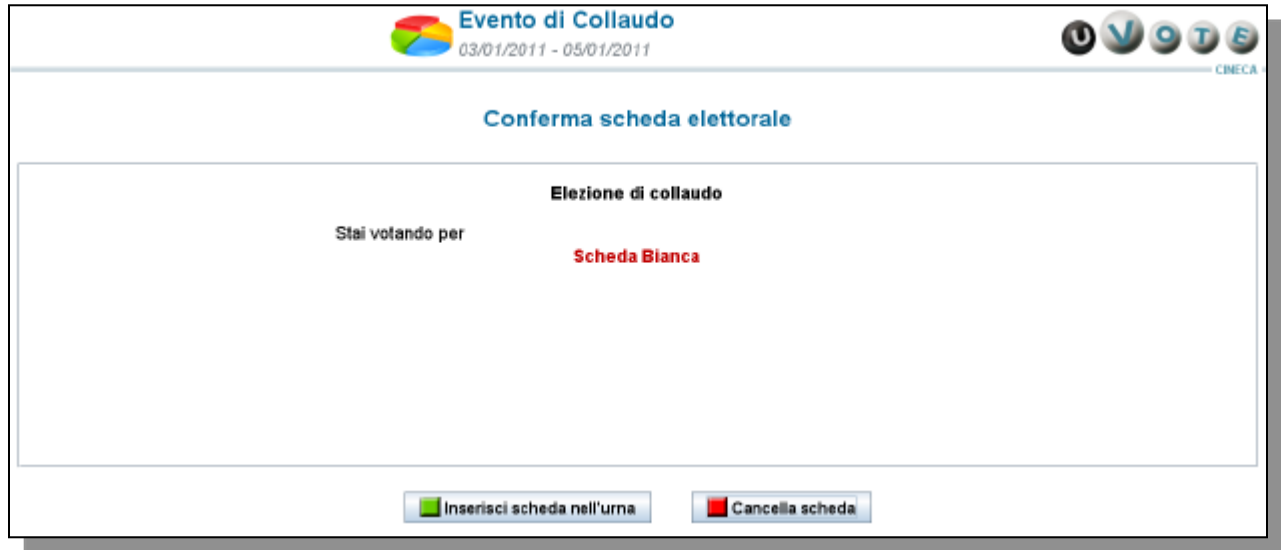 Evento di Collaudo
03/01/2011 - 05/01/2011
U VOTE
CINECA
Conferma scheda elettorale
Elezione di collaudo
Stai votando per
Scheda Bianca
Inserisci scheda nell'urna
Cancella scheda